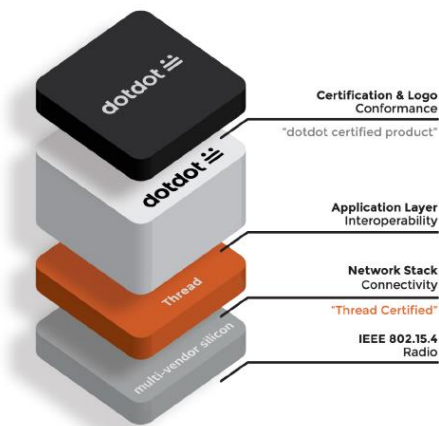 dotdot
Certification & Logo
Conformance
"dotdot certified product"
dotdot
Application Layer
Interoperability
Thread
Network Stack
Connectivity
"Thread Certified"
multi-vendor silicon
IEEE 802.15.4
Radio